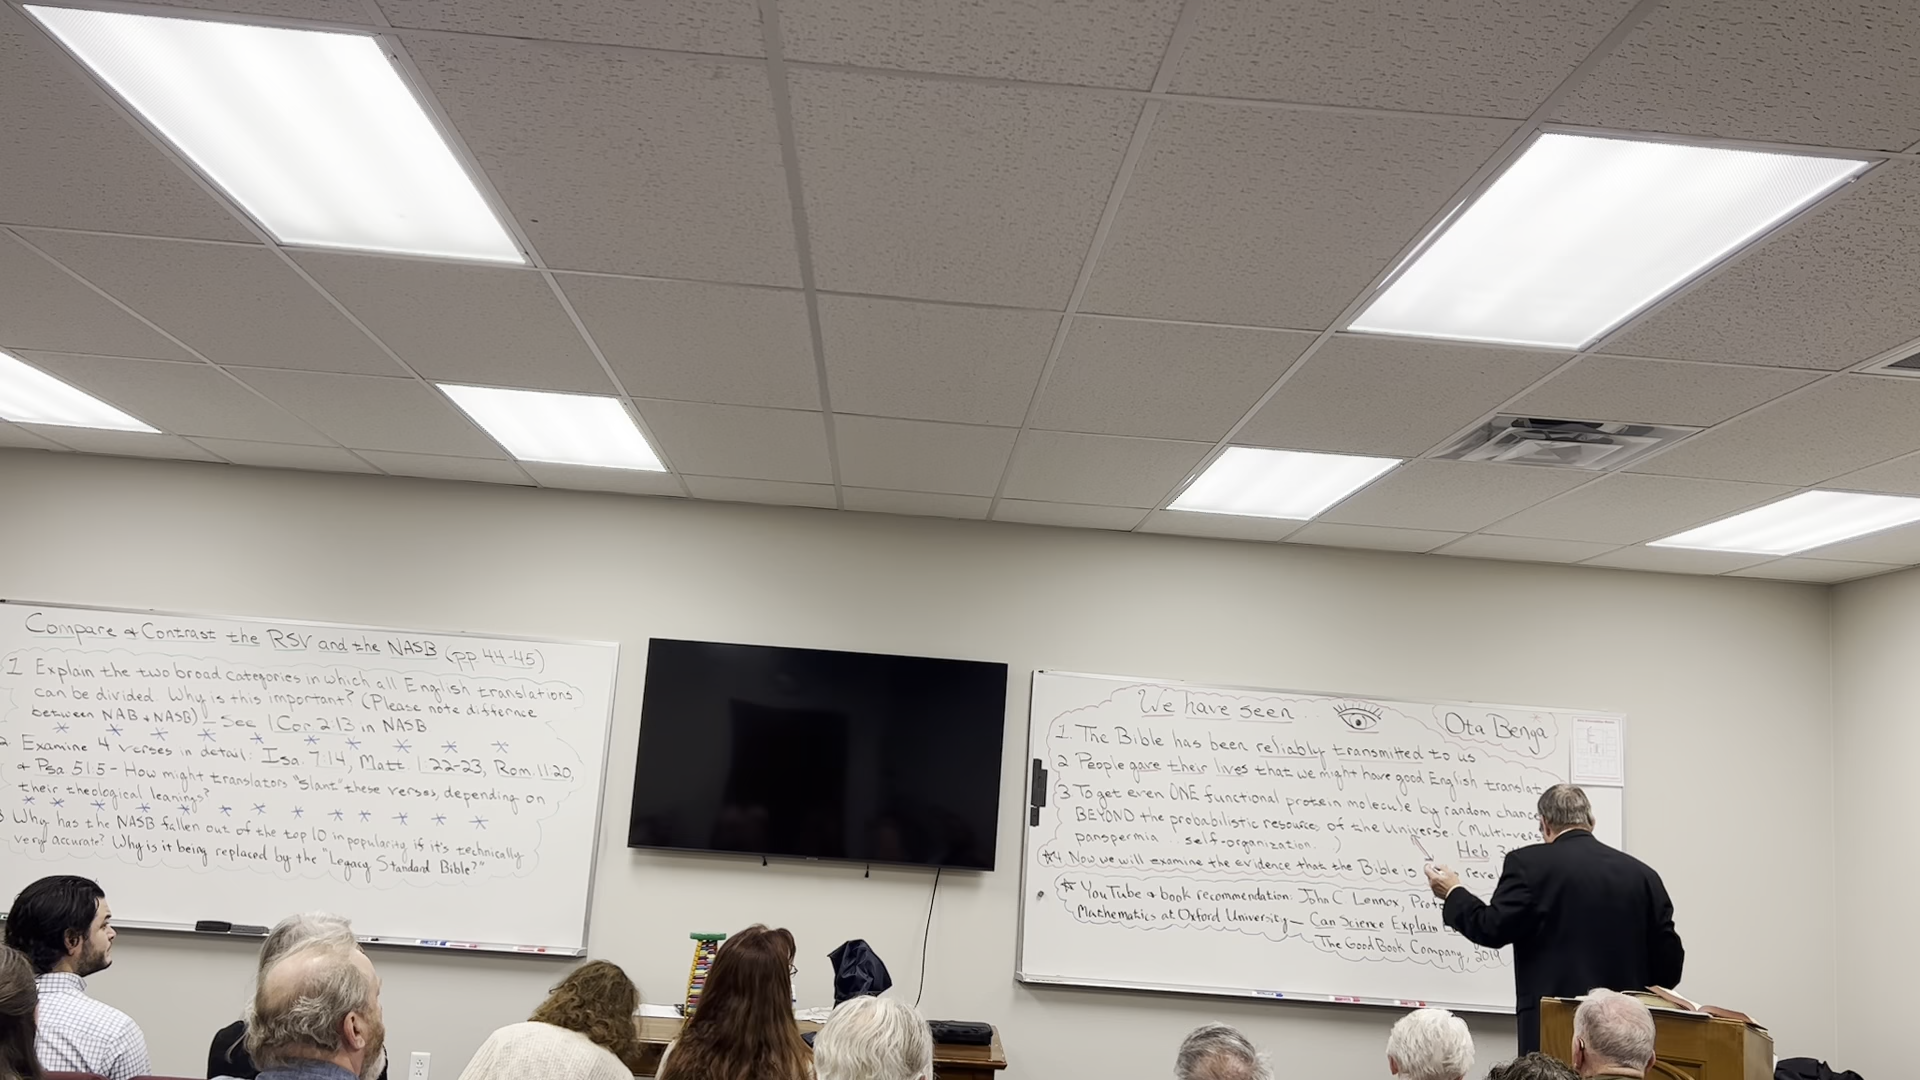 Compare & Contrast the RSV and the NASB (pp 44-45)
1 Explain the two broad categories in which all English translations
can be divided. Why is this important? (Please note differnce
between NAB & NASB) - See 1 Cor 2:13 in NASB
2. Examine 4 verses in detail: Isa. 7:14, Matt. 1:22-23, Rom. 11:20,
& Psa 51:5 - How might translators "slant" these verses, depending on
their theological leanings?
3 Why has the NASB fallen out of the top 10 in popularity if it's technically
very accurate? Why is it being replaced by the "Legacy Standard Bible?"
We have seen...
Ota Benga
1. The Bible has been reliably transmitted to us
2 People gave their lives that we might have good English translat
3 To get even ONE functional protein molecule by random chance
BEYOND the probabilistic resources of the Universe. (Multi-vers
panspermia... self-organization...)
Heb 3
*4 Now we will examine the evidence that the Bible is revel
* YouTube & book recommendation: John C Lennox, Prof
Mathematics at Oxford University — Can Science Explain
The Good Book Company, 2019